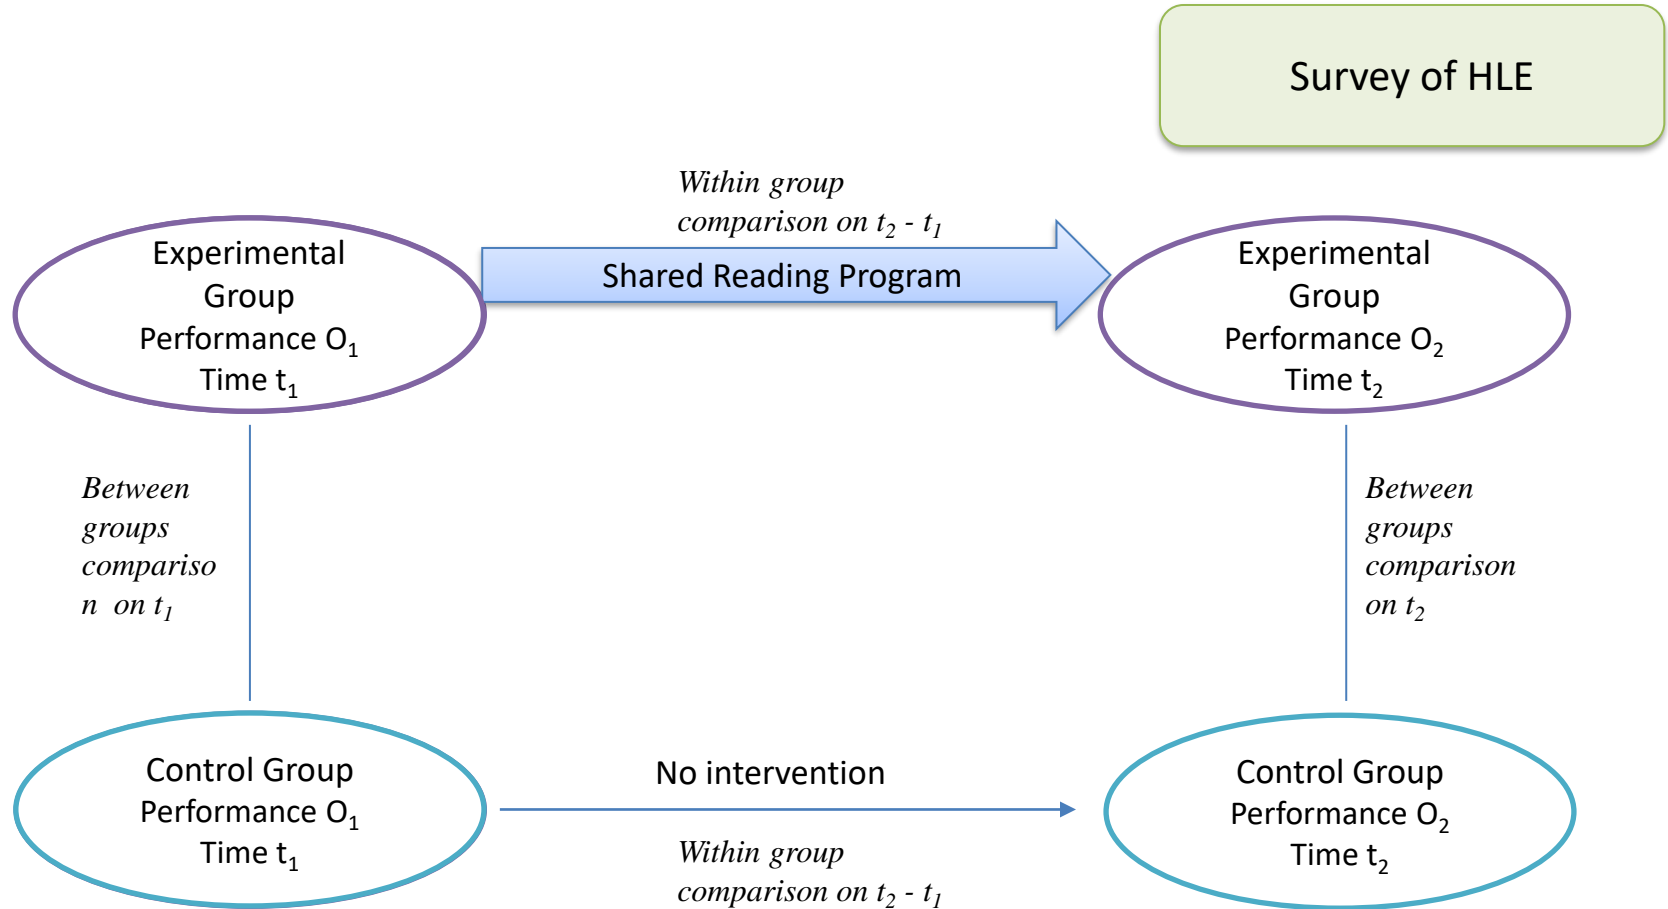 Survey of HLE
Within group
comparison on t₂ - t₁
Experimental
Group
Performance O₁
Time t₁
Shared Reading Program
Experimental
Group
Performance O₂
Time t₂
Between
groups
compariso
n on t₁
Between
groups
comparison
on t₂
Control Group
Performance O₁
Time t₁
No intervention
Within group
comparison on t₂ - t₁
Control Group
Performance O₂
Time t₂